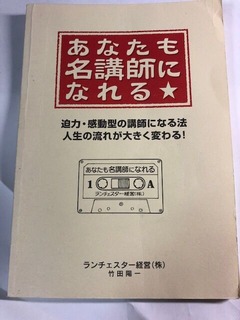 あなたも
名講師に
なれる★
迫力・感動型の講師になる法
人生の流れが大きく変わる!
あなたも名講師になれる
1 A
ランチェスター経営(株)
ランチェスター経営(株)
竹田陽一